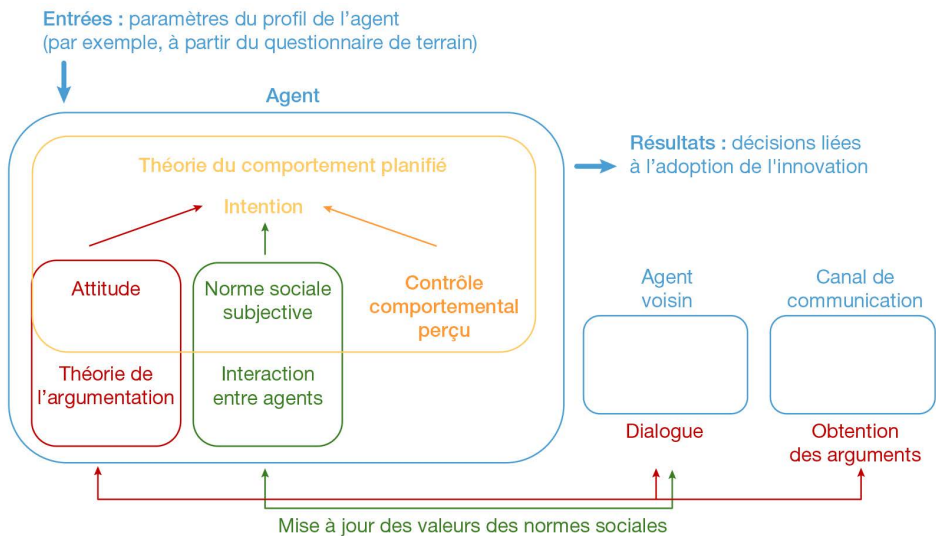 Entrées : paramètres du profil de l'agent
(par exemple, à partir du questionnaire de terrain)
Agent
Théorie du comportement planifié
Intention
Résultats : décisions liées
à l'adoption de l'innovation
Attitude
Norme sociale
subjective
Contrôle
comportemental
perçu
Théorie de
l'argumentation
Interaction
entre agents
Agent
voisin
Canal de
communication
Dialogue
Obtention
des arguments
Mise à jour des valeurs des normes sociales